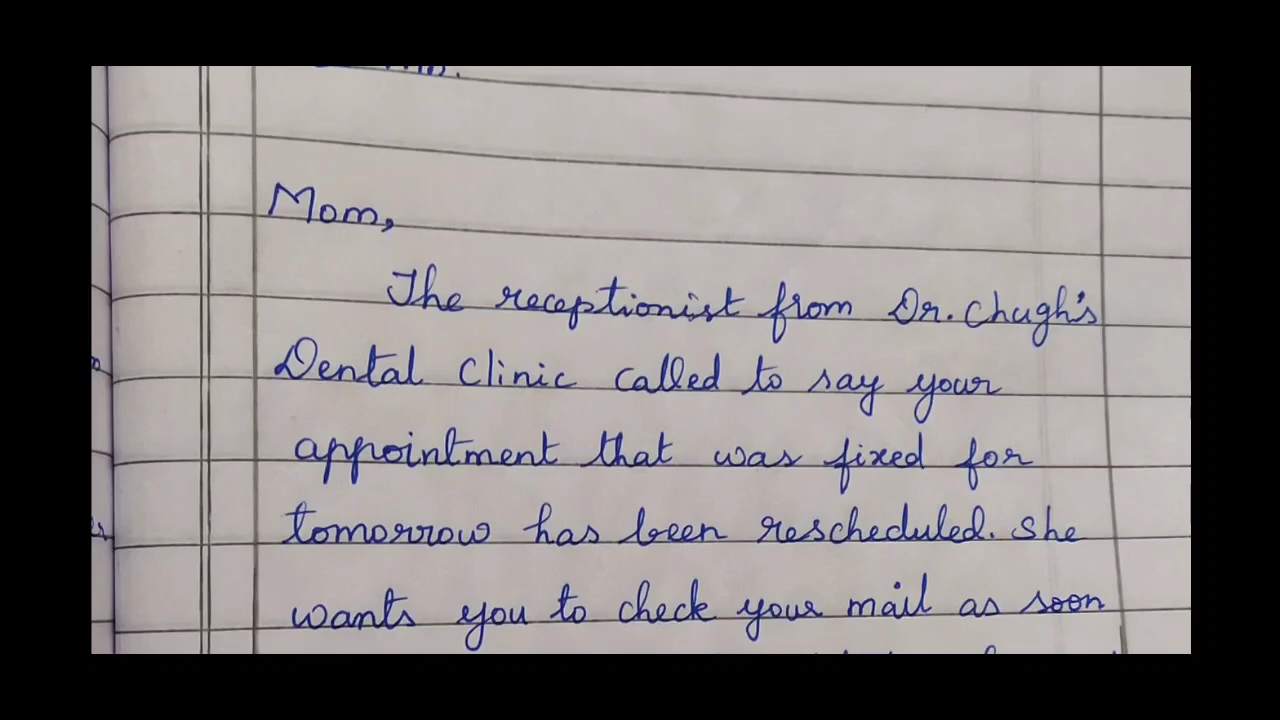 Mom,
The receptionist from Dr. Chugh's
Dental Clinic called to say your
appointment that was fixed for
tomorrow has been rescheduled. She
wants you to check your mail as soon